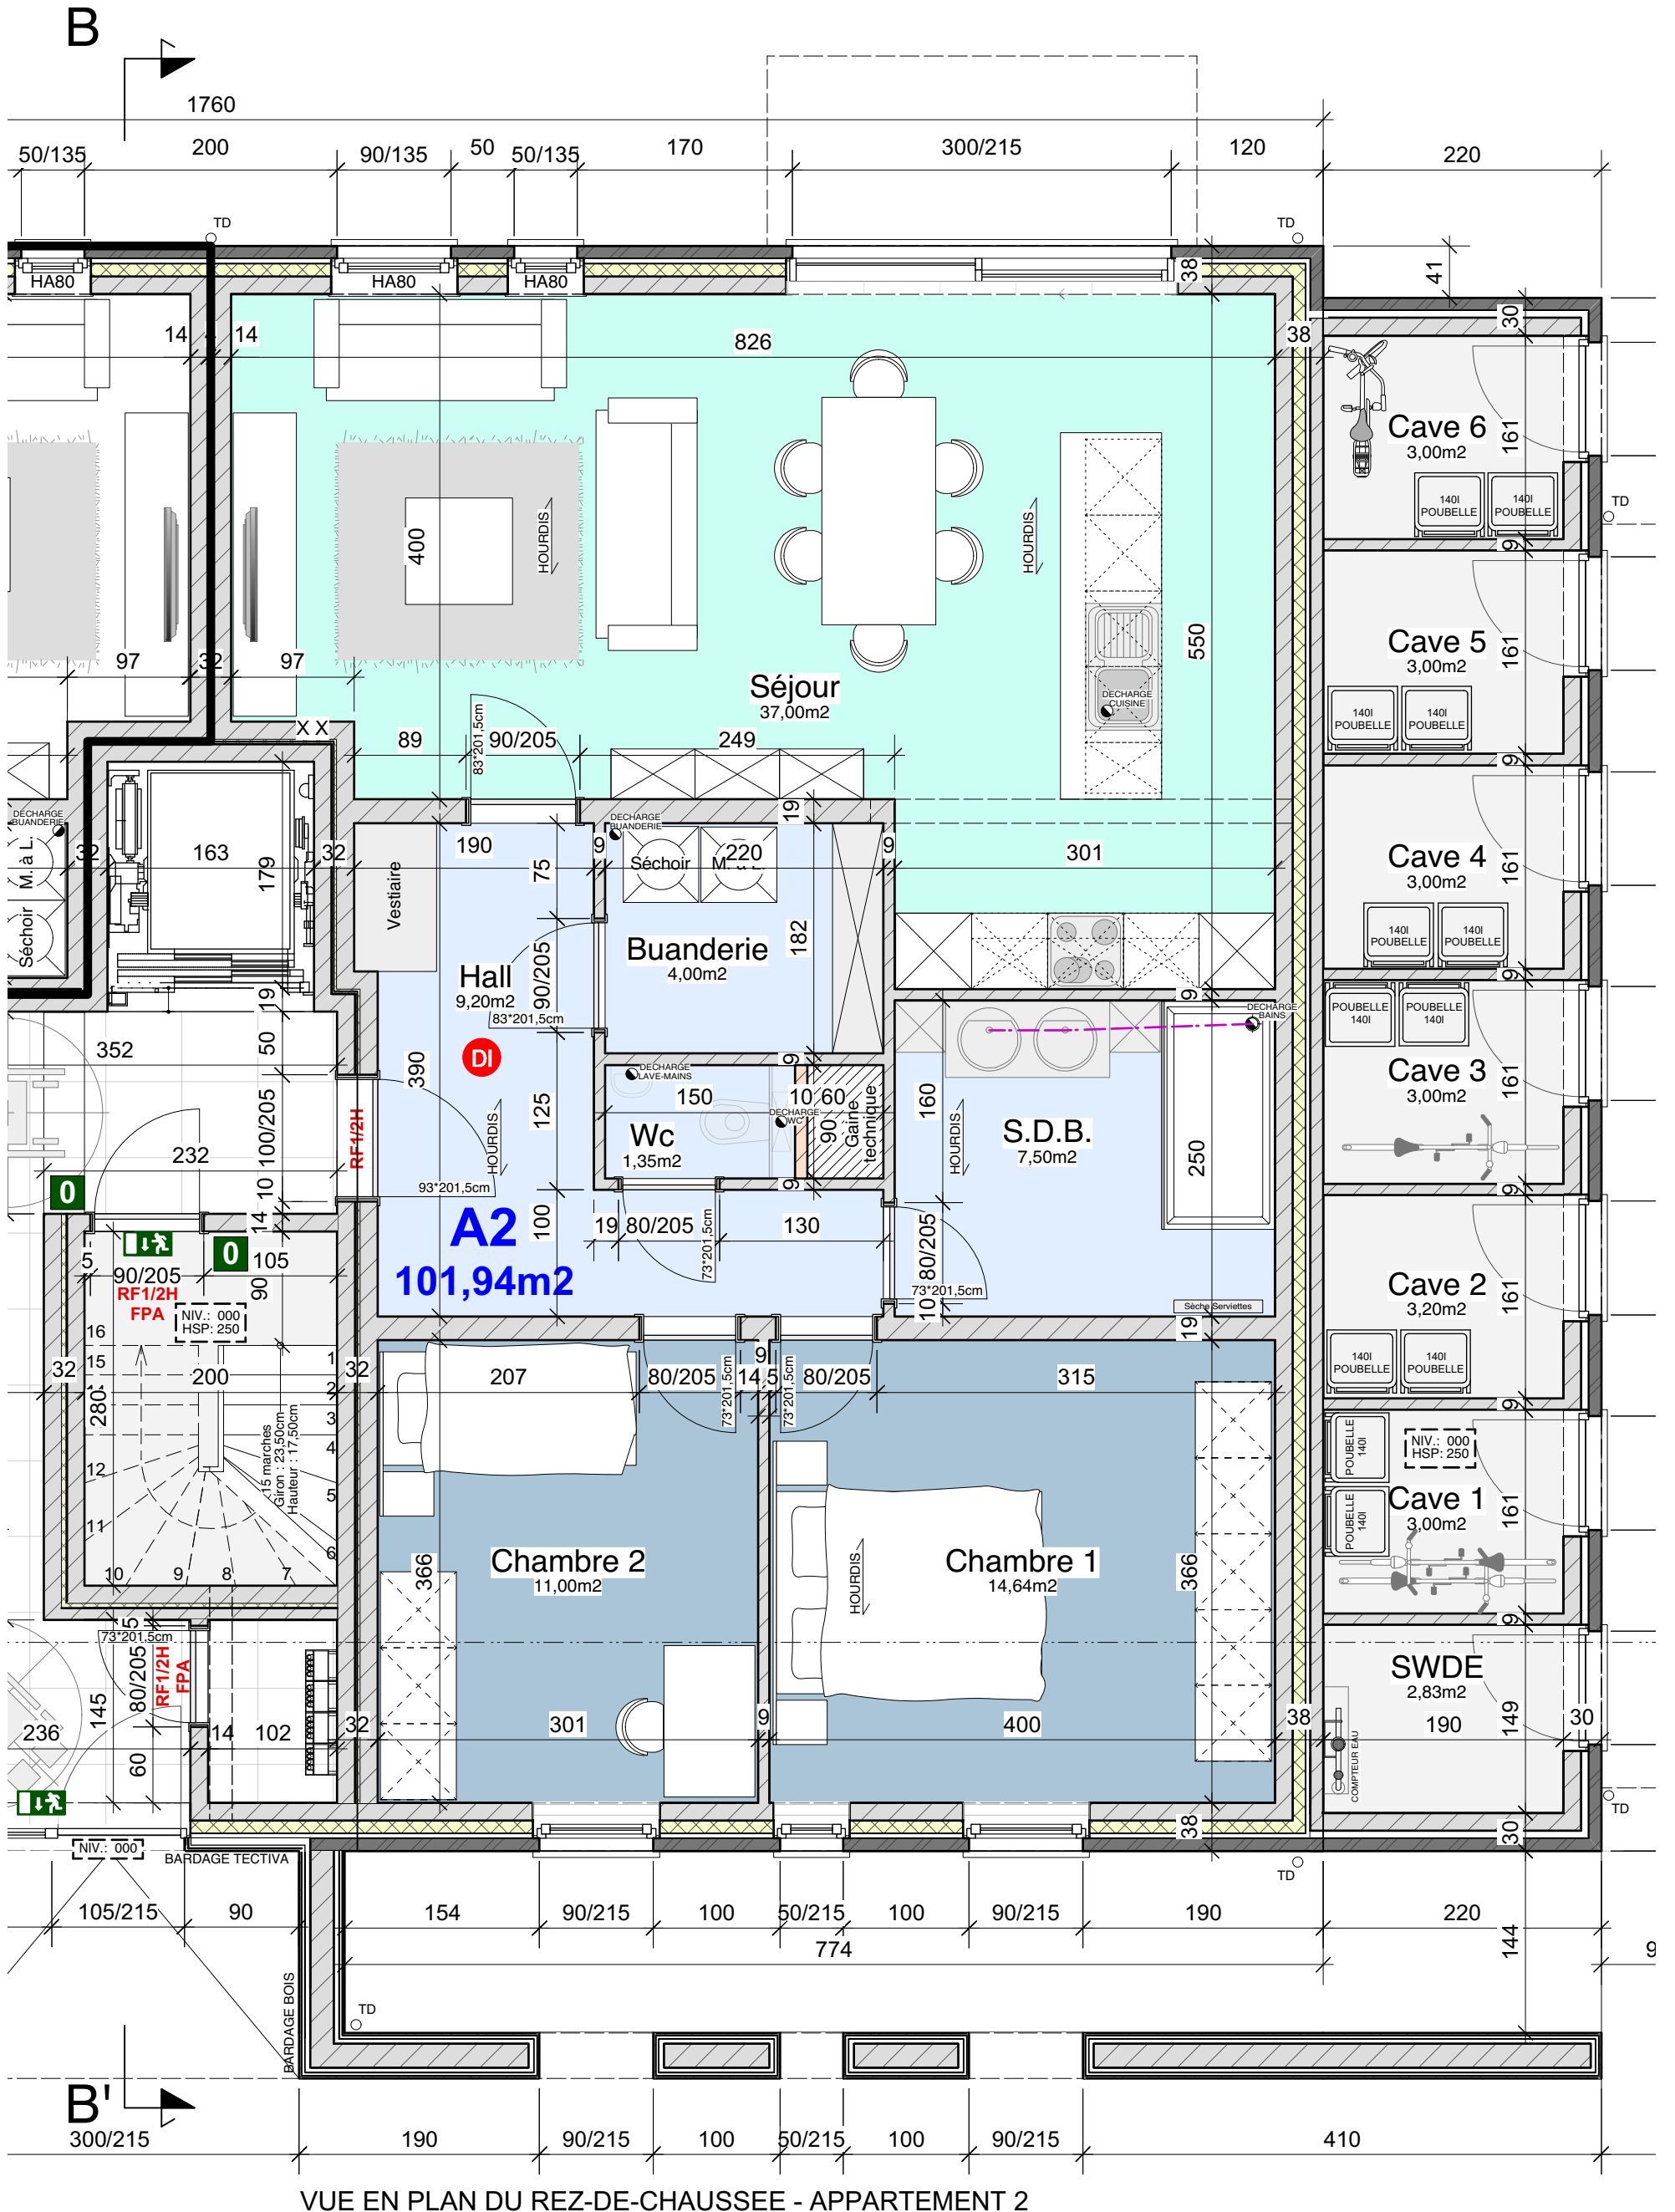 B
1760
50/135
200
90/135
50
50/135
170
300/215
120
220
TD
TD
HA80
HA80
HA80
38
41
30
14
14
826
38
Cave 6
3,00m2
161
140l
POUBELLE
140l
POUBELLE
TD
9
400
HOURDIS
HOURDIS
550
97
32
97
Séjour
37,00m2
DECHARGE
CUISINE
Cave 5
3,00m2
161
140l
POUBELLE
140l
POUBELLE
9
X X
89
83*201,5cm
90/205
249
DECHARGE
BUANDERIE
M. à L.
Séchoir
32
163
179
32
190
Vestiaire
75
9
DECHARGE
BUANDERIE
Séchoir
220
19
9
301
182
Buanderie
4,00m2
Hall
9,20m2
90/205
83*201,5cm
Cave 4
3,00m2
161
140l
POUBELLE
140l
POUBELLE
9
19
9
DECHARGE
BAINS
352
50
DI
390
9
DECHARGE
LAVE-MAINS
150
10
60
DECHARGE
WC
90
Gaine
technique
Wc
1,35m2
125
HOURDIS
160
HOURDIS
S.D.B.
7,50m2
250
POUBELLE
140l
POUBELLE
140l
Cave 3
3,00m2
161
9
100/205
RF1/2H
232
10
93*201,5cm
0
14
A2
101,94m2
100
9
19
80/205
73*201,5cm
130
80/205
73*201,5cm
10
Sèche Serviettes
19
Cave 2
3,20m2
161
140l
POUBELLE
140l
POUBELLE
9
0
5
90/205
105
RF1/2H
FPA
90
NIV.: 000
HSP: 250
16
15
1
2
3
4
5
6
7
8
9
10
11
12
32
200
280
32
15 marches
Giron : 23,50cm
Hauteur : 17,50cm
207
80/205
73*201,5cm
14,5
9
73*201,5cm
80/205
315
POUBELLE
140l
POUBELLE
140l
NIV.: 000
HSP: 250
Cave 1
3,00m2
161
9
366
Chambre 2
11,00m2
HOURDIS
Chambre 1
14,64m2
366
5
73*201,5cm
80/205
RF1/2H
FPA
145
236
14
102
32
60
301
9
400
38
SWDE
2,83m2
190
149
30
COMPTEUR EAU
TD
38
30
NIV.: 000
BARDAGE TECTIVA
TD
105/215
90
154
90/215
100
50/215
100
90/215
190
220
774
144
9
BARDAGE BOIS
TD
B'
300/215
190
90/215
100
50/215
100
90/215
410
VUE EN PLAN DU REZ-DE-CHAUSSEE - APPARTEMENT 2